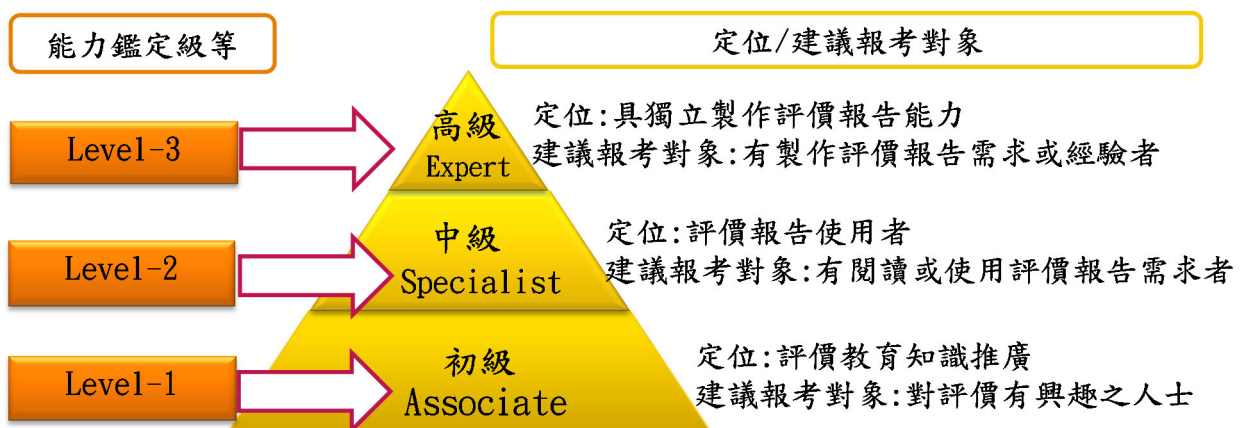 能力鑑定級等
定位/建議報考對象
Level-3
高級
Expert
定位:具獨立製作評價報告能力
建議報考對象:有製作評價報告需求或經驗者
Level-2
中級
Specialist
定位:評價報告使用者
建議報考對象:有閱讀或使用評價報告需求者
Level-1
初級
Associate
定位:評價教育知識推廣
建議報考對象:對評價有興趣之人士